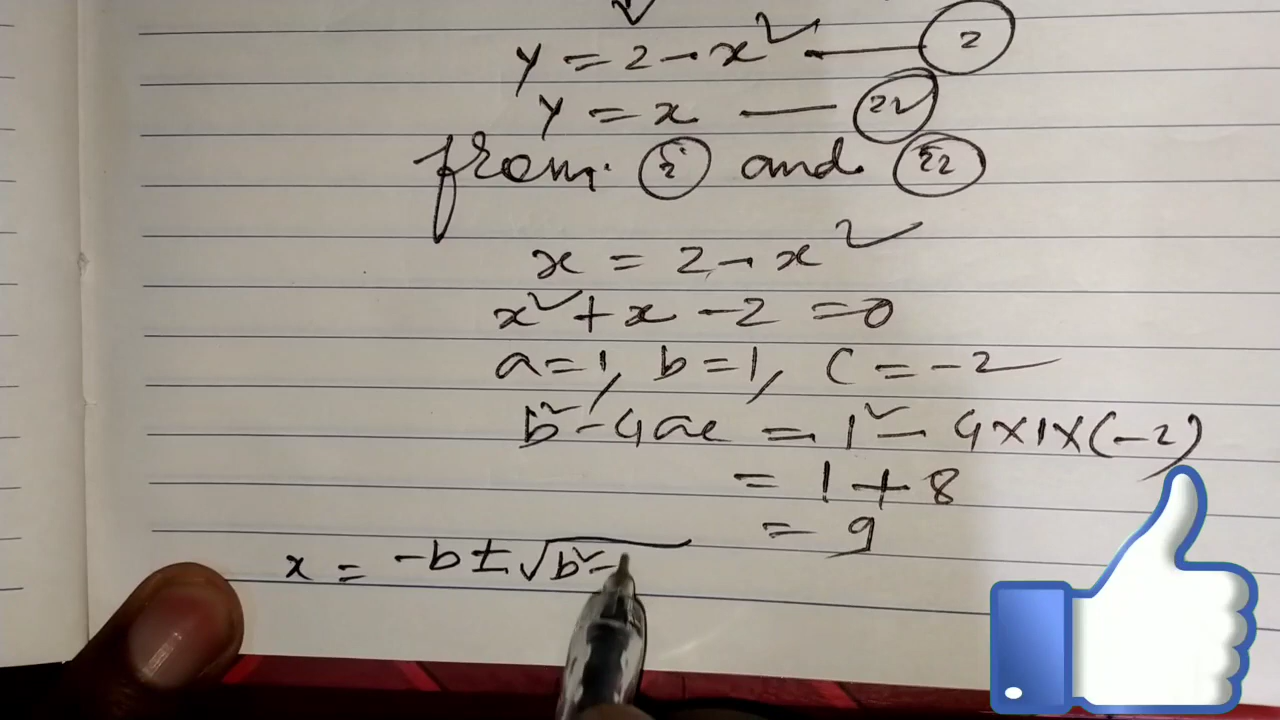 y = 2 - x² — (i)
y = x — (ii)
from (i) and (ii)
x = 2 - x²
x² + x - 2 = 0
a = 1, b = 1, c = -2
b² - 4ac = 1² - 4 × 1 × (-2)
= 1 + 8
= 9
x = -b ± √b² -